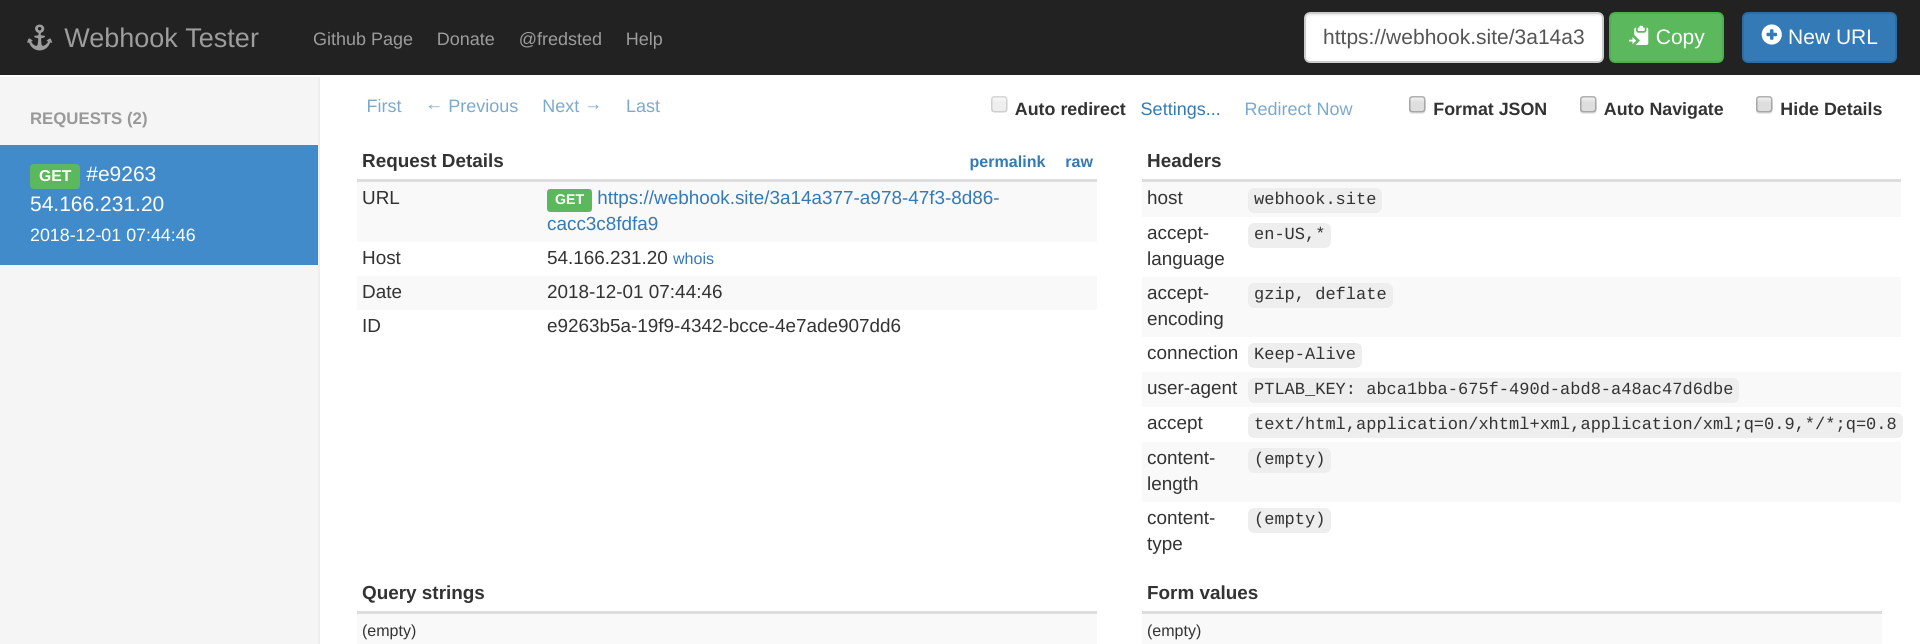 Webhook Tester Github Page Donate @fredsted Help https://webhook.site/3a14a3 Copy New URL
REQUESTS (2)
GET #e9263
54.166.231.20
2018-12-01 07:44:46
First ← Previous Next → Last Auto redirect Settings... Redirect Now Format JSON Auto Navigate Hide Details
Request Details permalink raw
URL GET https://webhook.site/3a14a377-a978-47f3-8d86-
cacc3c8fdfa9
Host 54.166.231.20 whois
Date 2018-12-01 07:44:46
ID e9263b5a-19f9-4342-bcce-4e7ade907dd6
Headers
host webhook.site
accept- en-US,*
language
accept- gzip, deflate
encoding
connection Keep-Alive
user-agent PTLAB_KEY: abca1bba-675f-490d-abd8-a48ac47d6dbe
accept text/html,application/xhtml+xml,application/xml;q=0.9,*/*;q=0.8
content- (empty)
length
content- (empty)
type
Query strings
(empty)
Form values
(empty)